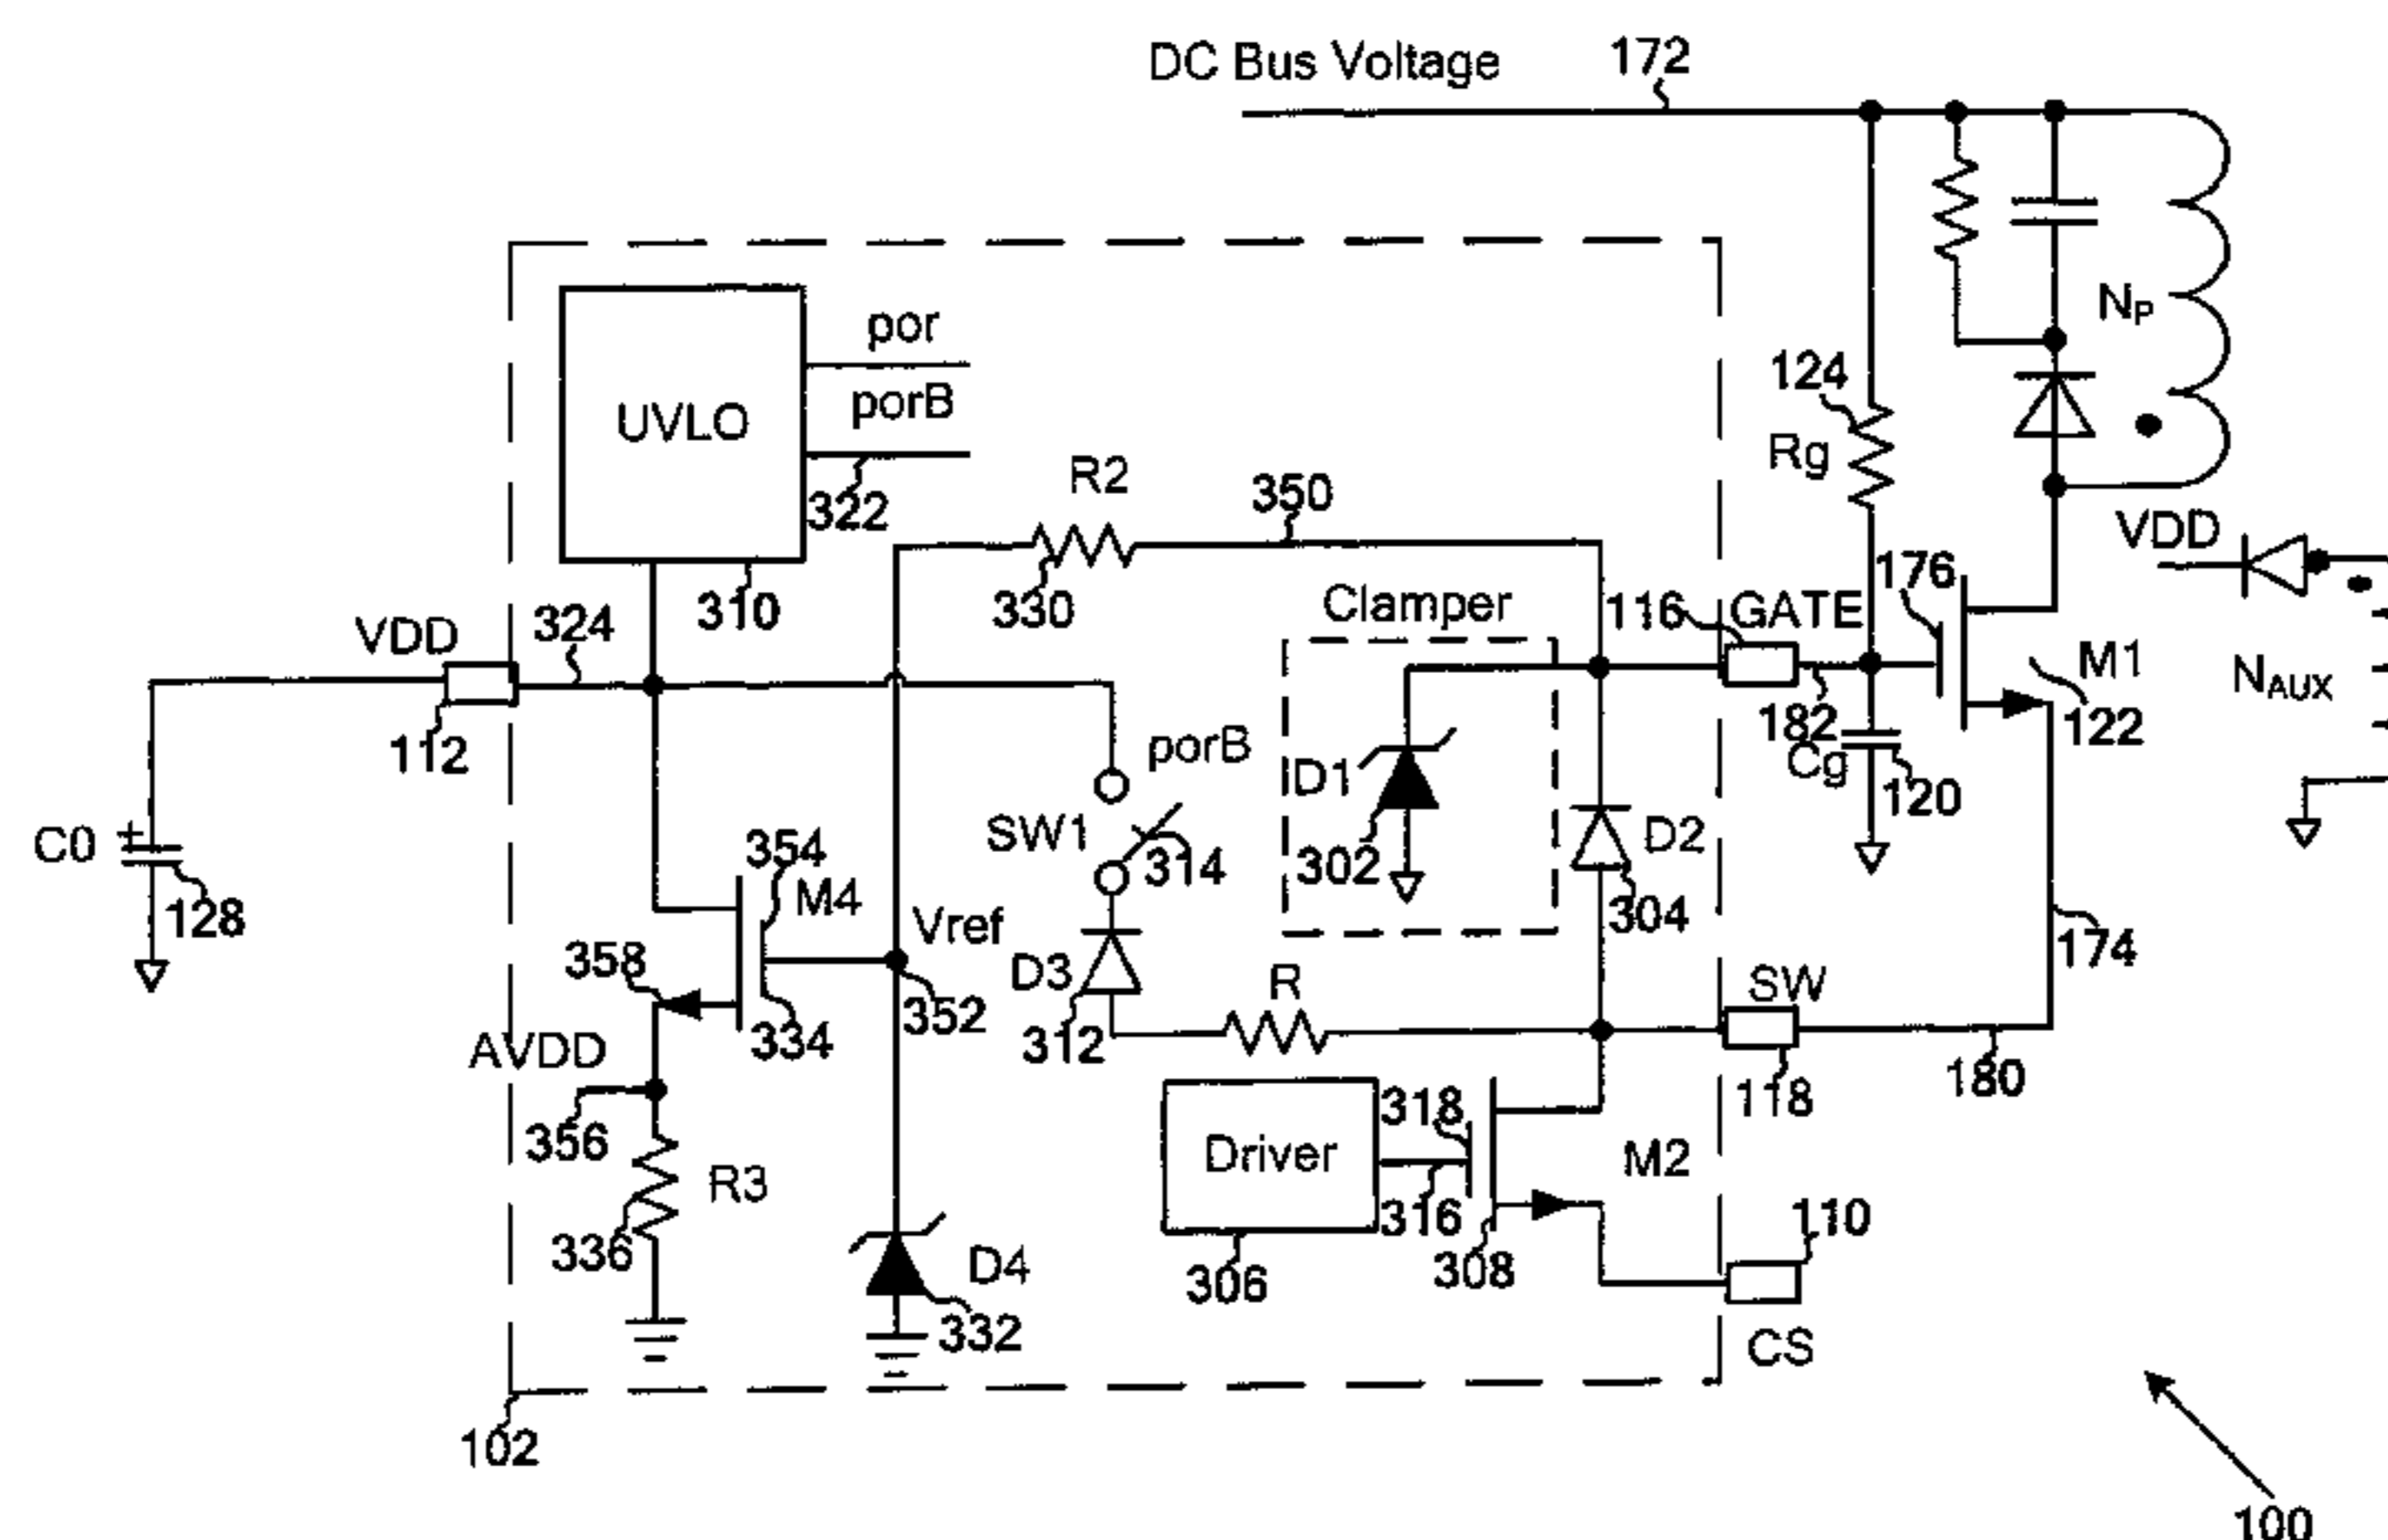 DC Bus Voltage
172
UVLO
por
porB
322
310
R2
330
350
124
Rg
NP
VDD
324
VDD
112
Clamper
116
GATE
176
182
Cg
120
M1
122
NAUX
C0
+
128
354
M4
358
334
Vref
352
AVDD
356
R3
336
D4
332
porB
SW1
314
D3
312
R
D1
302
D2
304
SW
118
180
174
Driver
306
318
316
308
M2
110
CS
102
100